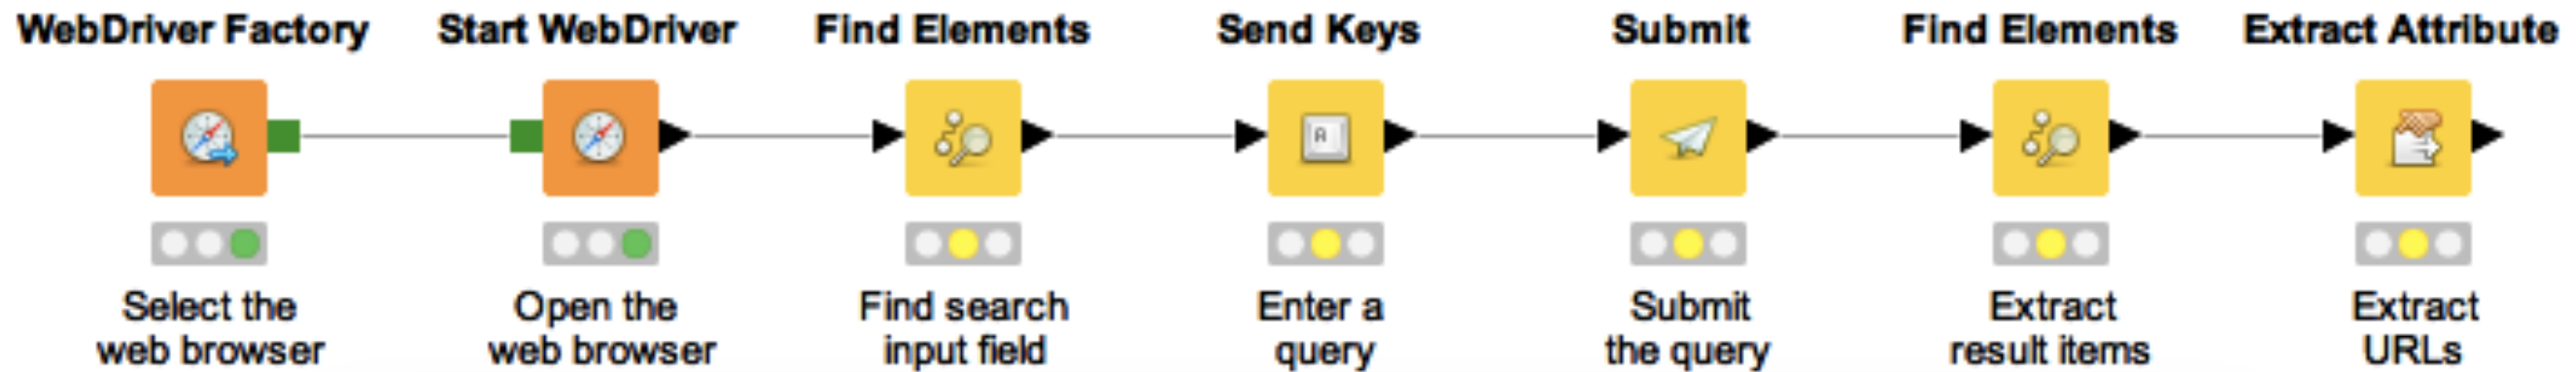 WebDriver Factory
Start WebDriver
Find Elements
Send Keys
Submit
Find Elements
Extract Attribute
A
Select the
web browser
Open the
web browser
Find search
input field
Enter a
query
Submit
the query
Extract
result items
Extract
URLs